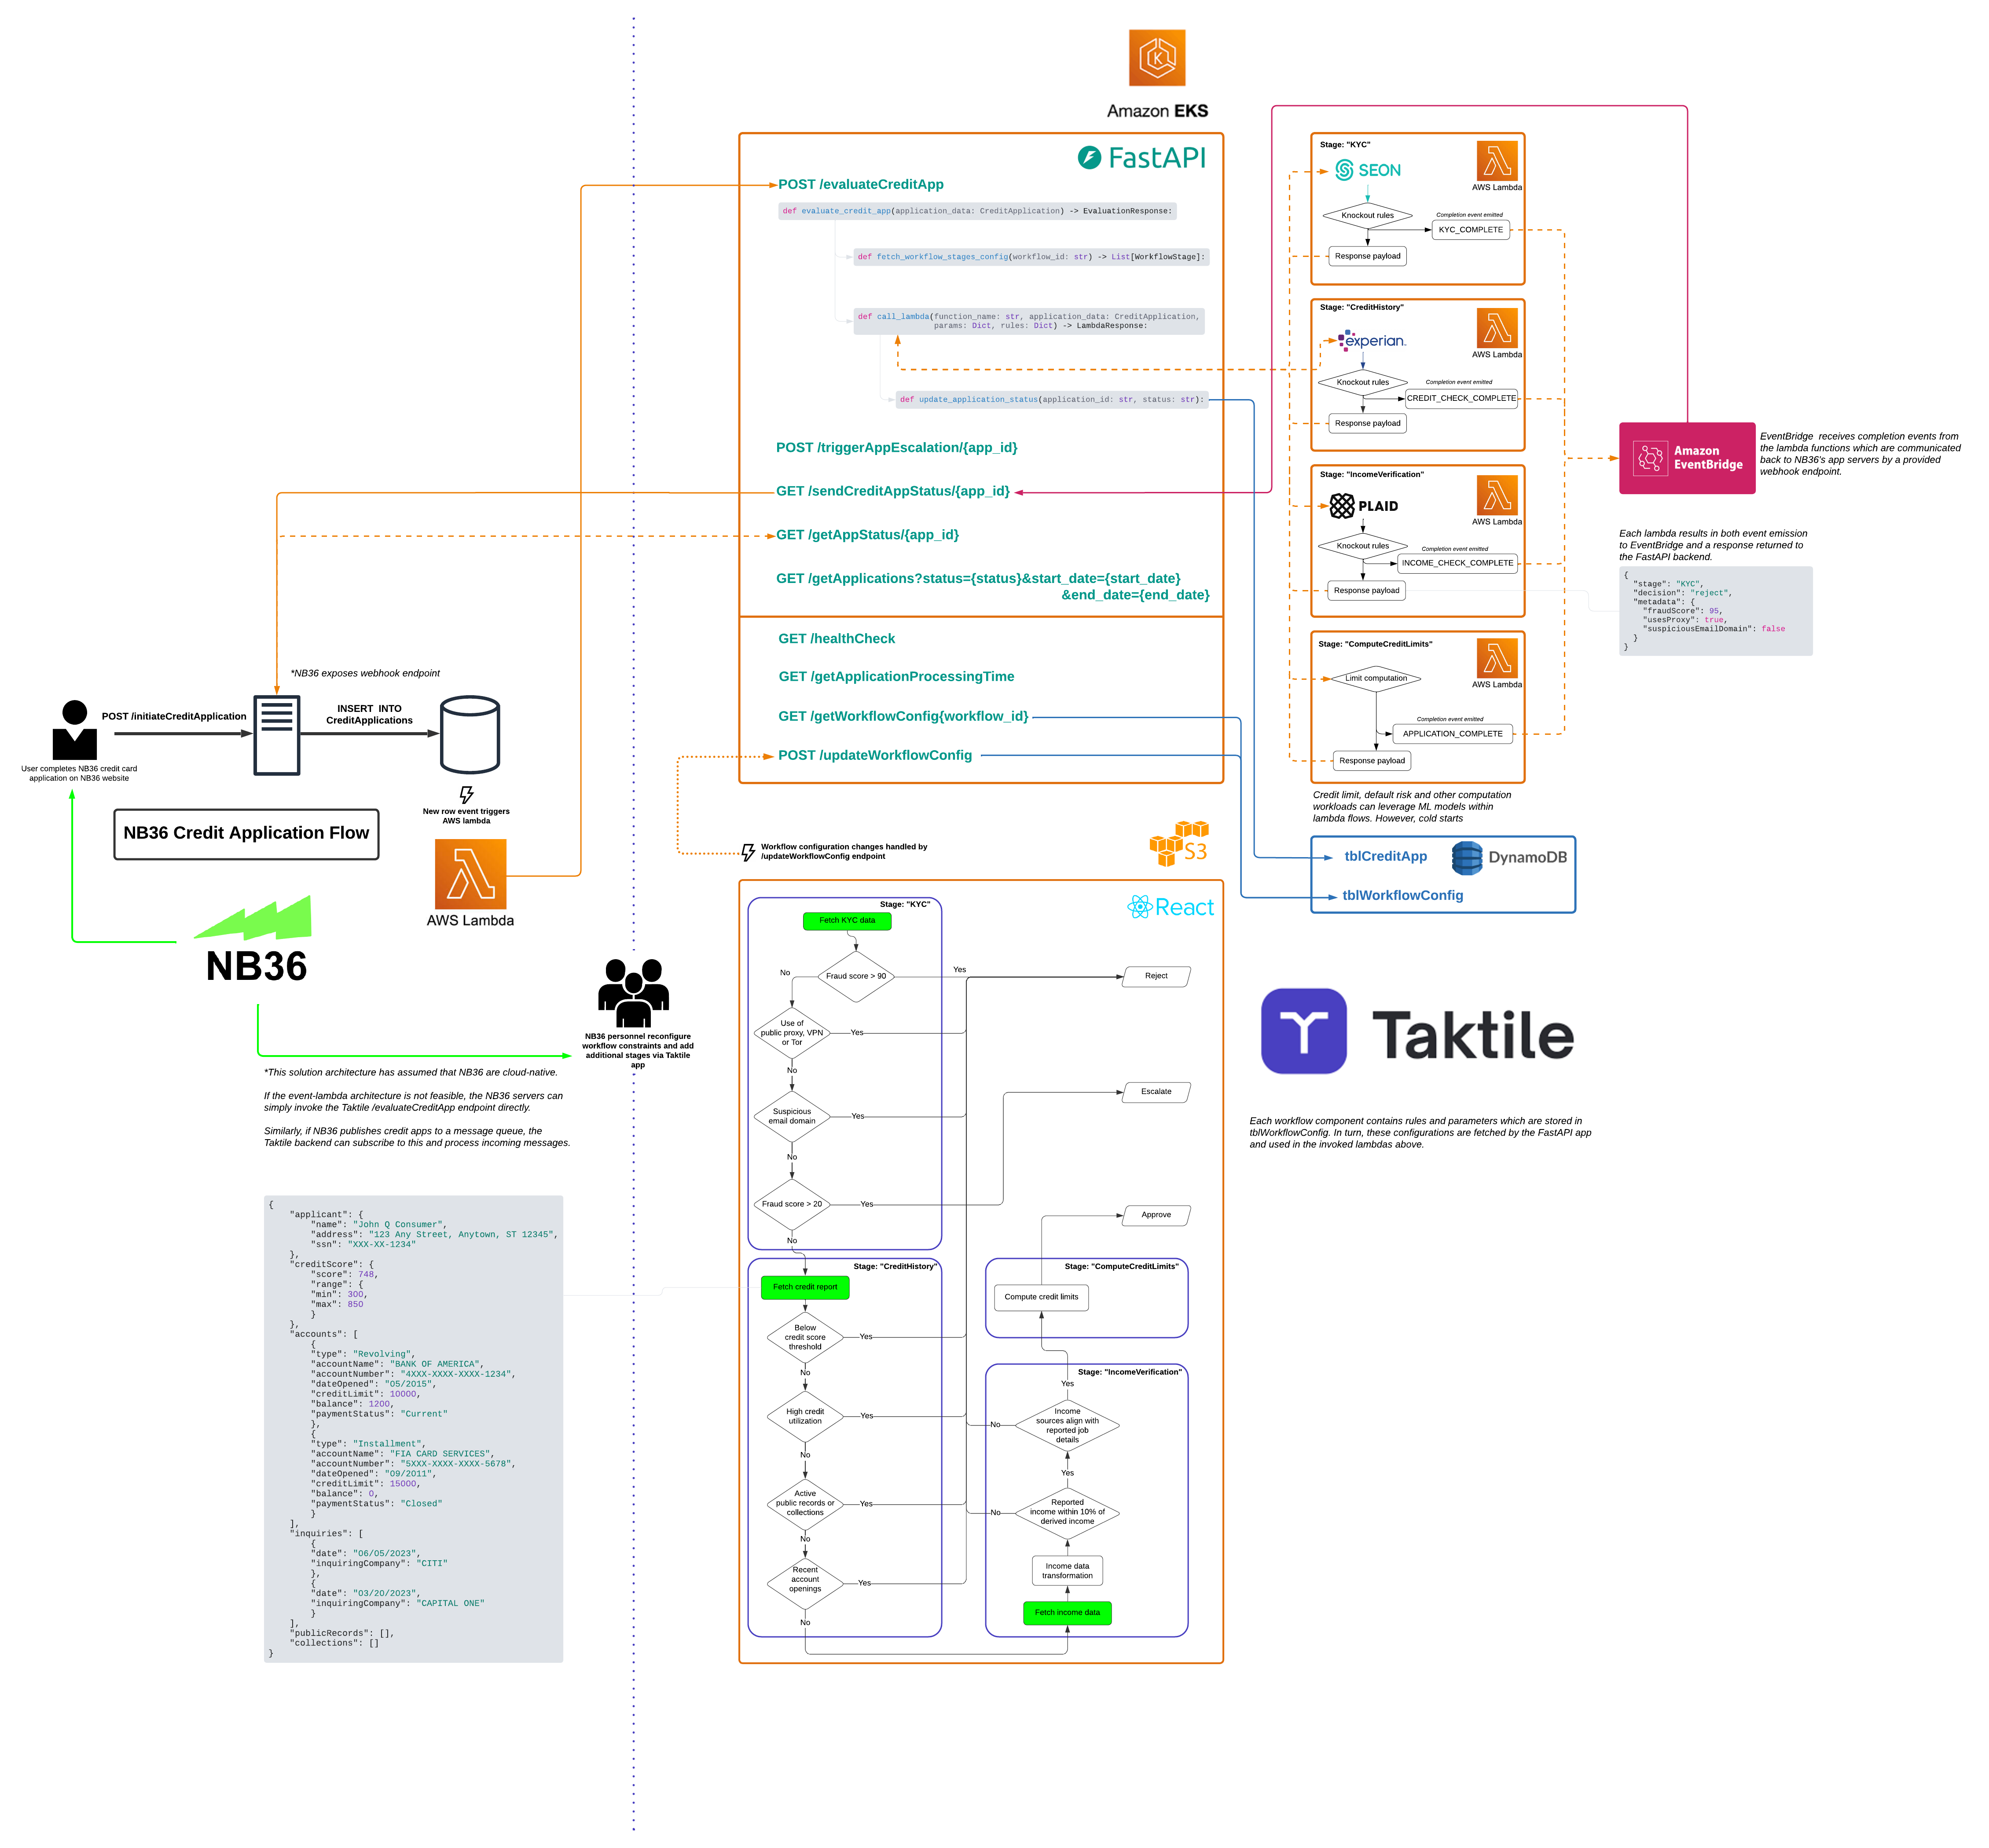 Amazon EKS
FastAPI
POST /evaluateCreditApp
def evaluate_credit_app(application_data: CreditApplication) -> EvaluationResponse:
def fetch_workflow_stages_config(workflow_id: str) -> List[WorkflowStage]:
def call_lambda(function_name: str, application_data: CreditApplication,
params: Dict, rules: Dict) -> LambdaResponse:
def update_application_status(application_id: str, status: str):
POST /triggerAppEscalation/{app_id}
GET /sendCreditAppStatus/{app_id}
GET /getAppStatus/{app_id}
GET /getApplications?status={status}&start_date={start_date}
&end_date={end_date}
GET /healthCheck
GET /getApplicationProcessingTime
GET /getWorkflowConfig{workflow_id}
POST /updateWorkflowConfig
Stage: "KYC"
SEON
AWS Lambda
Knockout rules
Completion event emitted
KYC_COMPLETE
Response payload
Stage: "CreditHistory"
experian.
AWS Lambda
Knockout rules
Completion event emitted
CREDIT_CHECK_COMPLETE
Response payload
Stage: "IncomeVerification"
PLAID
AWS Lambda
Knockout rules
Completion event emitted
INCOME_CHECK_COMPLETE
Response payload
Stage: "ComputeCreditLimits"
AWS Lambda
Limit computation
Completion event emitted
APPLICATION_COMPLETE
Response payload
Credit limit, default risk and other computation
workloads can leverage ML models within
lambda flows. However, cold starts
Amazon
EventBridge
EventBridge receives completion events from
the lambda functions which are communicated
back to NB36's app servers by a provided
webhook endpoint.
Each lambda results in both event emission
to EventBridge and a response returned to
the FastAPI backend.
{
"stage": "KYC",
"decision": "reject",
"metadata": {
"fraudScore": 95,
"usesProxy": true,
"suspiciousEmailDomain": false
}
}
tblCreditApp
DynamoDB
tblWorkflowConfig
*NB36 exposes webhook endpoint
POST /initiateCreditApplication
INSERT INTO
CreditApplications
User completes NB36 credit card
application on NB36 website
New row event triggers
AWS lambda
NB36 Credit Application Flow
AWS Lambda
NB36
NB36 personnel reconfigure
workflow constraints and add
additional stages via Taktile
app
*This solution architecture has assumed that NB36 are cloud-native.
If the event-lambda architecture is not feasible, the NB36 servers can
simply invoke the Taktile /evaluateCreditApp endpoint directly.
Similarly, if NB36 publishes credit apps to a message queue, the
Taktile backend can subscribe to this and process incoming messages.
Workflow configuration changes handled by
/updateWorkflowConfig endpoint
S3
React
Stage: "KYC"
Fetch KYC data
Fraud score > 90
No
Yes
Reject
Use of
public proxy, VPN
or Tor
Yes
No
Suspicious
email domain
Yes
Escalate
No
Fraud score > 20
Yes
Approve
No
Stage: "CreditHistory"
Fetch credit report
Below
credit score
threshold
Yes
No
High credit
utilization
Yes
No
Active
public records or
collections
Yes
No
Recent
account
openings
Yes
No
Stage: "ComputeCreditLimits"
Compute credit limits
Stage: "IncomeVerification"
Yes
Income
sources align with
reported job
details
No
Yes
Reported
income within 10% of
derived income
No
Income data
transformation
Fetch income data
Taktile
Each workflow component contains rules and parameters which are stored in
tblWorkflowConfig. In turn, these configurations are fetched by the FastAPI app
and used in the invoked lambdas above.
{
"applicant": {
"name": "John Q Consumer",
"address": "123 Any Street, Anytown, ST 12345",
"ssn": "XXX-XX-1234"
},
"creditScore": {
"score": 748,
"range": {
"min": 300,
"max": 850
}
},
"accounts": [
{
"type": "Revolving",
"accountName": "BANK OF AMERICA",
"accountNumber": "4XXX-XXXX-XXXX-1234",
"dateOpened": "05/2015",
"creditLimit": 10000,
"balance": 1200,
"paymentStatus": "Current"
},
{
"type": "Installment",
"accountName": "FIA CARD SERVICES",
"accountNumber": "5XXX-XXXX-XXXX-5678",
"dateOpened": "09/2011",
"creditLimit": 15000,
"balance": 0,
"paymentStatus": "Closed"
}
],
"inquiries": [
{
"date": "06/05/2023",
"inquiringCompany": "CITI"
},
{
"date": "03/20/2023",
"inquiringCompany": "CAPITAL ONE"
}
],
"publicRecords": [],
"collections": []
}